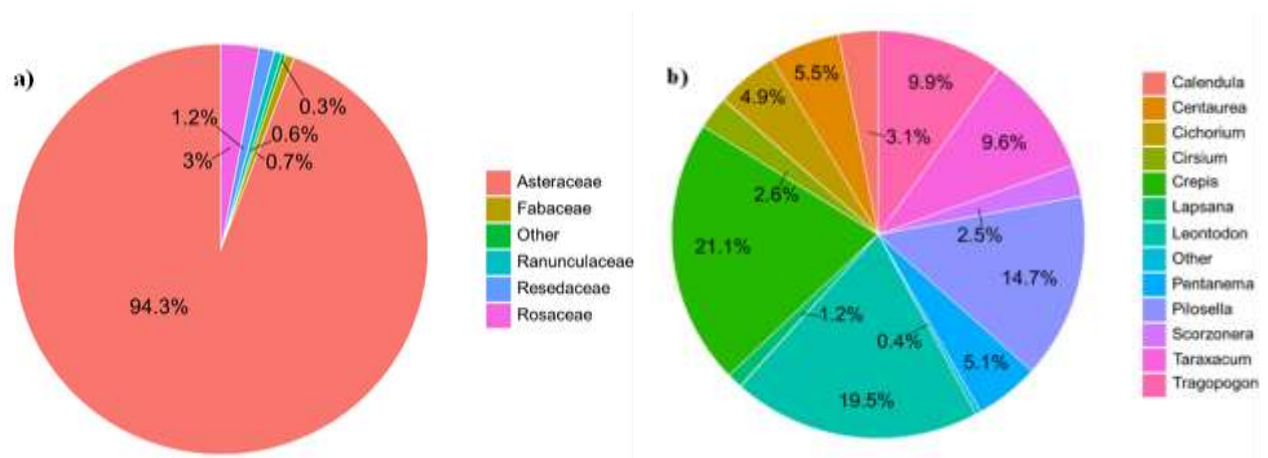 a)
0.3%
1.2%
0.6%
3%
0.7%
94.3%
Asteraceae
Fabaceae
Other
Ranunculaceae
Resedaceae
Rosaceae
b)
5.5%
9.9%
4.9%
3.1%
9.6%
2.6%
2.5%
21.1%
14.7%
1.2%
0.4%
5.1%
19.5%
Calendula
Centaurea
Cichorium
Cirsium
Crepis
Lapsana
Leontodon
Other
Pentanema
Pilosella
Scorzonera
Taraxacum
Tragopogon